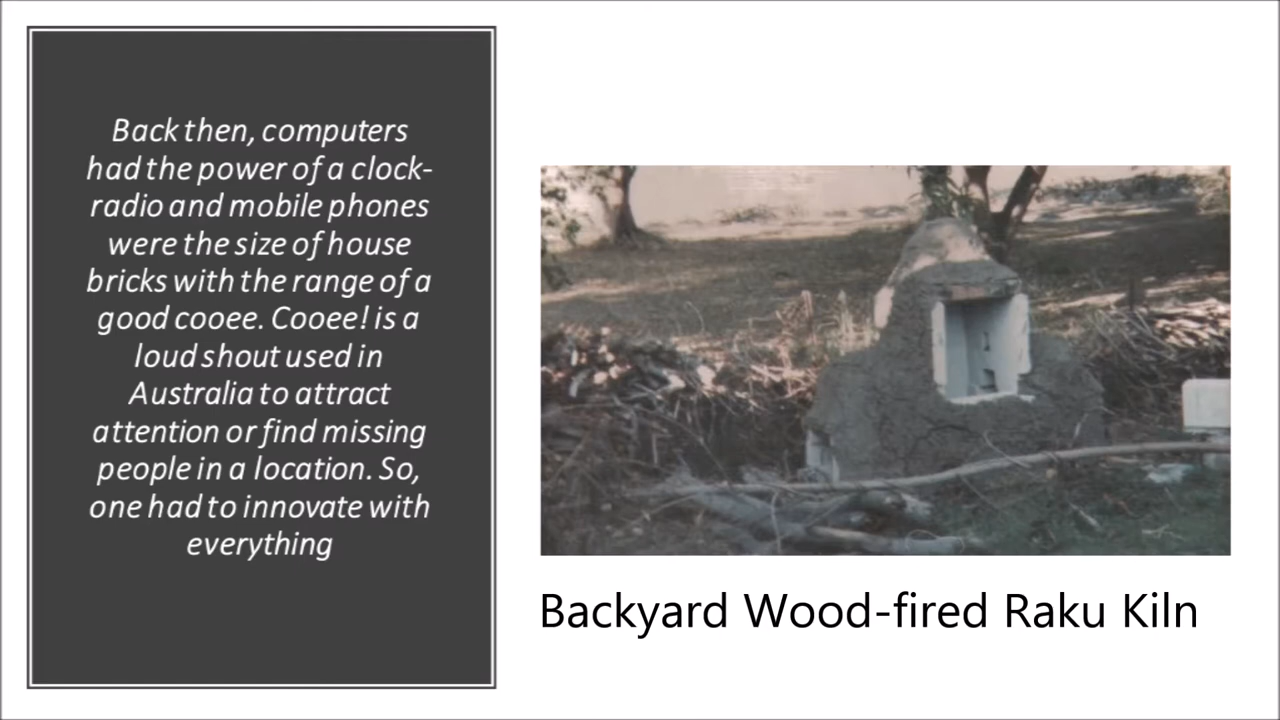 Back then, computers
had the power of a clock-
radio and mobile phones
were the size of house
bricks with the range of a
good cooee. Cooee! is a
loud shout used in
Australia to attract
attention or find missing
people in a location. So,
one had to innovate with
everything
Backyard Wood-fired Raku Kiln